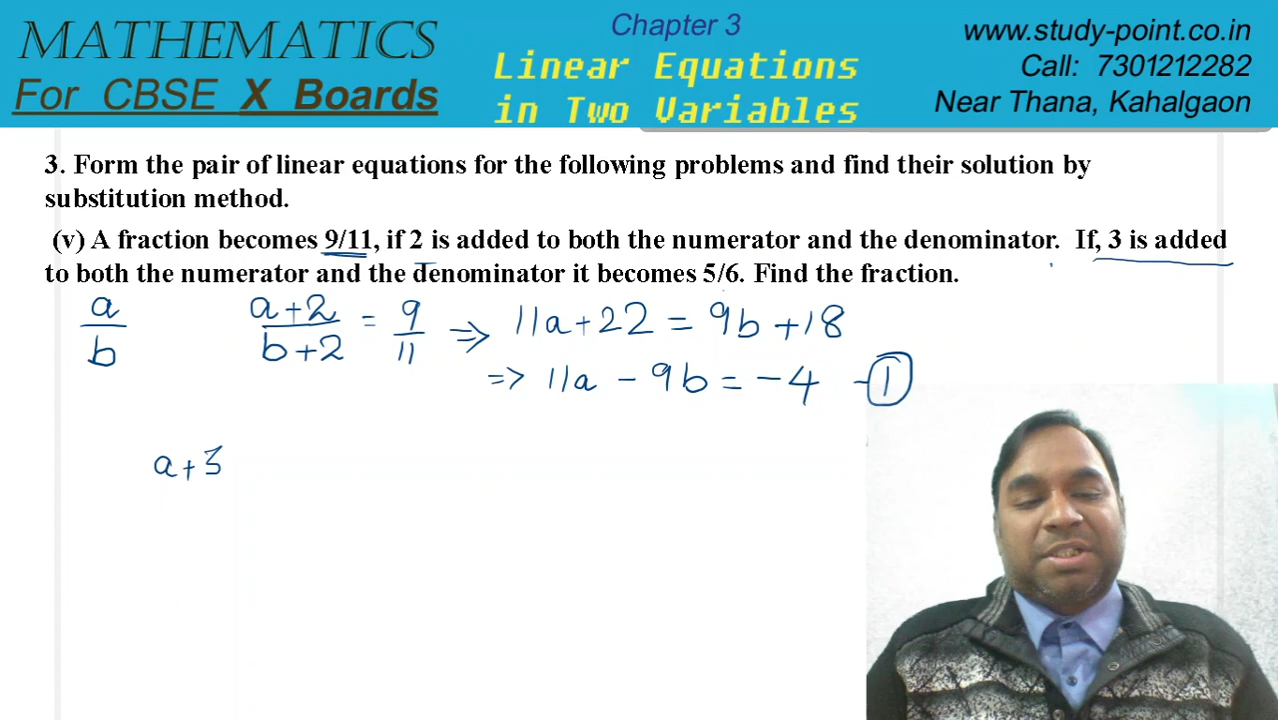 MATHEMATICS
For CBSE X Boards
Chapter 3
Linear Equations
in Two Variables
www.study-point.co.in
Call: 7301212282
Near Thana, Kahalgaon
3. Form the pair of linear equations for the following problems and find their solution by
substitution method.
(v) A fraction becomes 9/11, if 2 is added to both the numerator and the denominator. If, 3 is added
to both the numerator and the denominator it becomes 5/6. Find the fraction.
a/b (a+2)/(b+2) = 9/11 => 11a+22 = 9b+18
=> 11a - 9b = -4 - 1
a+3